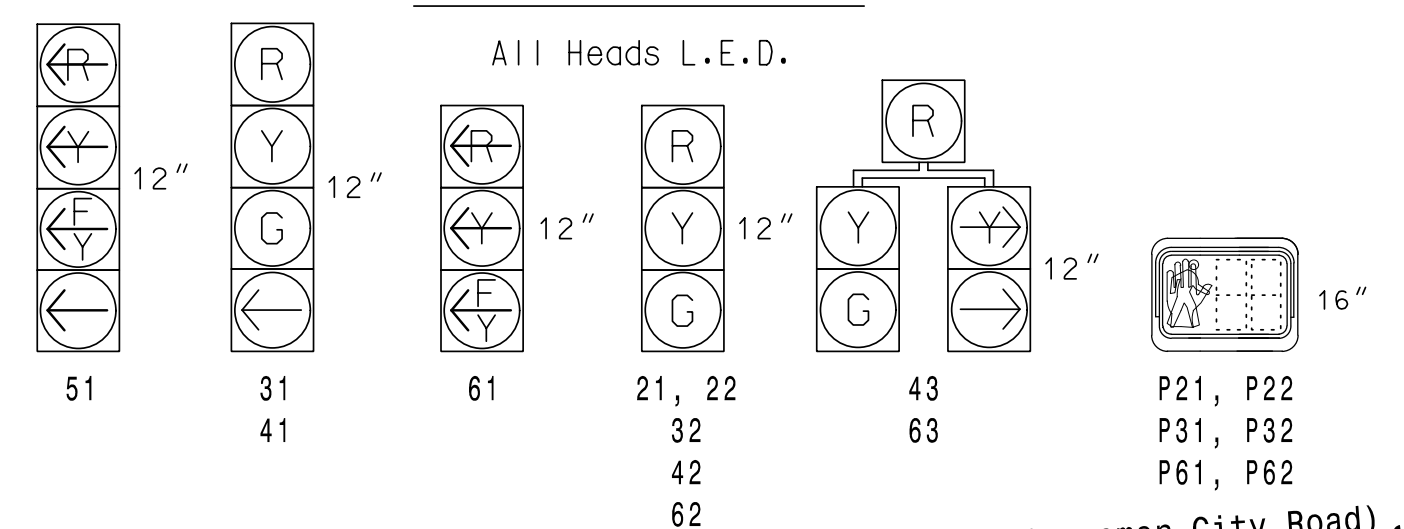 All Heads L.E.D.
R
Y
F
Y
12"
51
R
Y
G
12"
31
41
R
Y
F
Y
12"
61
R
Y
G
12"
21, 22
32
42
62
R
Y
Y
G
12"
43
63
16"
P21, P22
P31, P32
P61, P62
City Road)